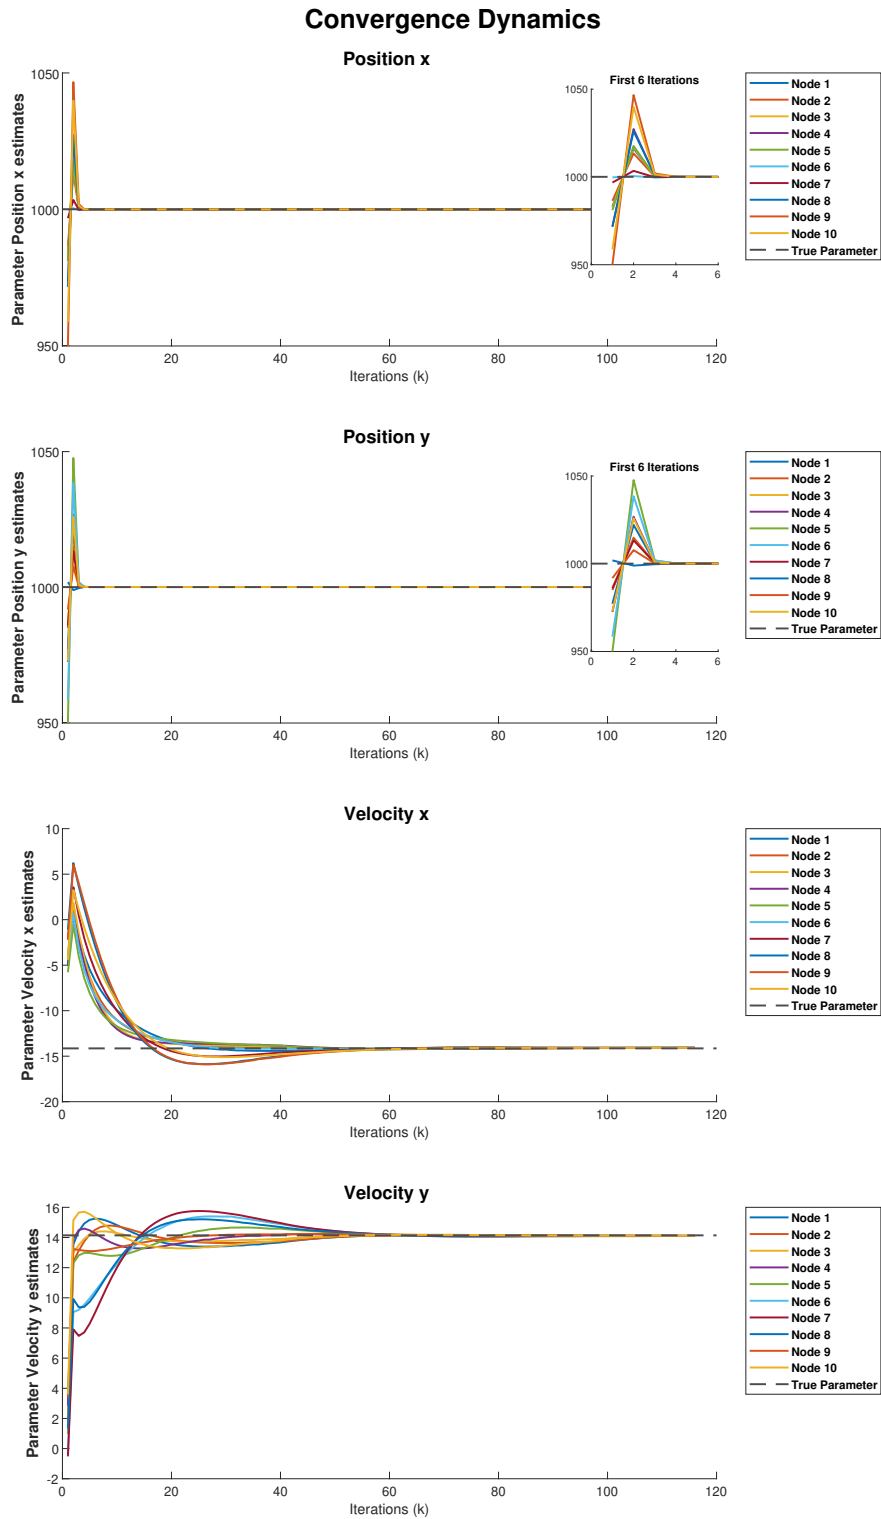 Convergence Dynamics
Position x
Parameter Position x estimates
1050
1000
950
0
20
40
60
80
100
120
Iterations (k)
First 6 Iterations
1050
1000
950
0
2
4
6
Node 1
Node 2
Node 3
Node 4
Node 5
Node 6
Node 7
Node 8
Node 9
Node 10
True Parameter
Position y
Parameter Position y estimates
1050
1000
950
0
20
40
60
80
100
120
Iterations (k)
First 6 Iterations
1050
1000
950
0
2
4
6
Node 1
Node 2
Node 3
Node 4
Node 5
Node 6
Node 7
Node 8
Node 9
Node 10
True Parameter
Velocity x
Parameter Velocity x estimates
10
5
0
-5
-10
-15
-20
0
20
40
60
80
100
120
Iterations (k)
Node 1
Node 2
Node 3
Node 4
Node 5
Node 6
Node 7
Node 8
Node 9
Node 10
True Parameter
Velocity y
Parameter Velocity y estimates
16
14
12
10
8
6
4
2
0
-2
0
20
40
60
80
100
120
Iterations (k)
Node 1
Node 2
Node 3
Node 4
Node 5
Node 6
Node 7
Node 8
Node 9
Node 10
True Parameter